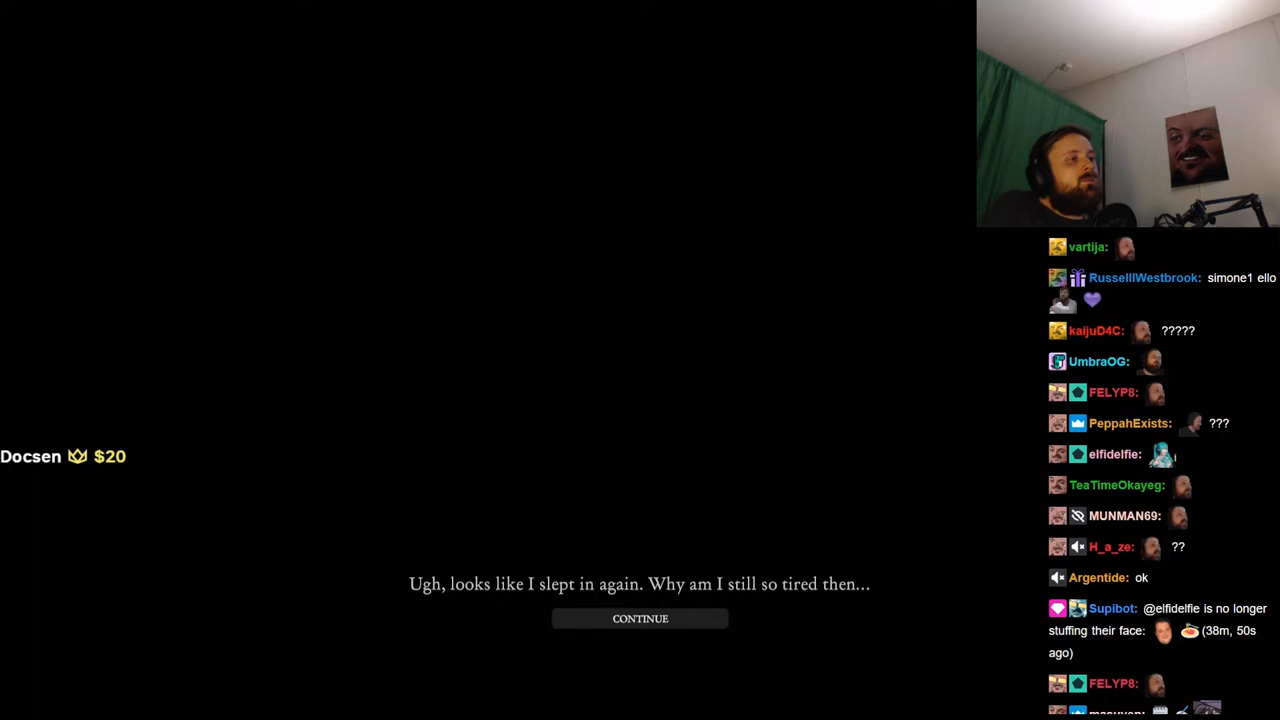 vartija:
RusselllWestbrook: simone1 ello
kaijuD4C: ?????
UmbraOG:
FELYP8:
PeppahExists: ???
elfidelfie:
TeaTimeOkayeg:
MUNMAN69:
H_a_ze: ??
Argentide: ok
Supibot: @elfidelfie is no longer
stuffing their face: (38m, 50s
ago)
FELYP8:
Docsen $20
Ugh, looks like I slept in again. Why am I still so tired then...
CONTINUE